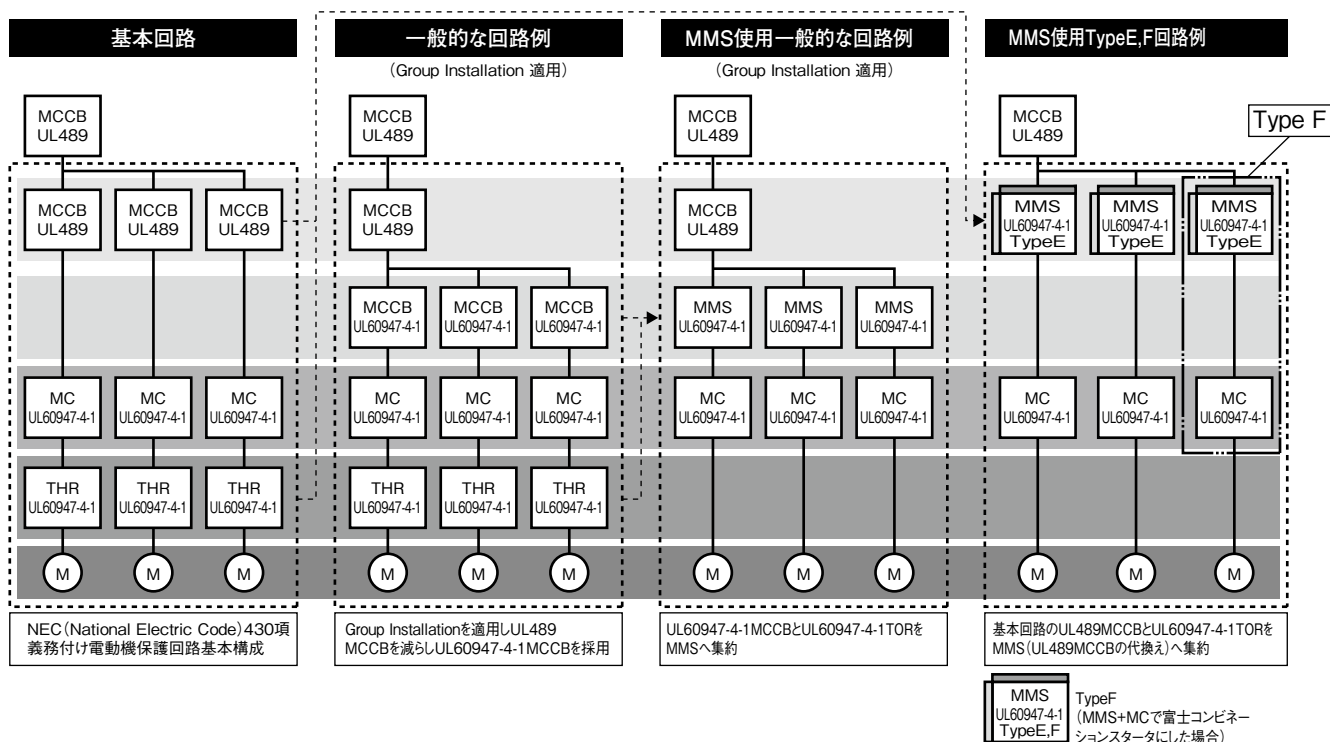 基本回路
一般的な回路例
(Group Installation 適用)
MMS使用一般的な回路例
(Group Installation 適用)
MMS使用TypeE,F回路例
MCCB
UL489
MCCB
UL489
MCCB
UL489
MCCB
UL489
Type F
MCCB
UL489
MCCB
UL489
MCCB
UL489
MCCB
UL489
MCCB
UL489
MMS
UL60947-4-1
TypeE
MMS
UL60947-4-1
TypeE
MMS
UL60947-4-1
TypeE
MCCB
UL60947-4-1
MCCB
UL60947-4-1
MCCB
UL60947-4-1
MMS
UL60947-4-1
MMS
UL60947-4-1
MMS
UL60947-4-1
MC
UL60947-4-1
MC
UL60947-4-1
MC
UL60947-4-1
MC
UL60947-4-1
MC
UL60947-4-1
MC
UL60947-4-1
MC
UL60947-4-1
MC
UL60947-4-1
MC
UL60947-4-1
MC
UL60947-4-1
MC
UL60947-4-1
MC
UL60947-4-1
THR
UL60947-4-1
THR
UL60947-4-1
THR
UL60947-4-1
THR
UL60947-4-1
THR
UL60947-4-1
THR
UL60947-4-1
M
M
M
M
M
M
M
M
M
M
M
M
NEC(National Electric Code)430項
義務付け電動機保護回路基本構成
Group Installationを適用しUL489
MCCBを減らしUL60947-4-1MCCBを採用
UL60947-4-1MCCBとUL60947-4-1TORを
MMSへ集約
基本回路のUL489MCCBとUL60947-4-1TORを
MMS(UL489MCCBの代換え)へ集約
MMS
UL60947-4-1
TypeE,F
TypeF
(MMS+MCで富士コンビネー
ションスタータにした場合)